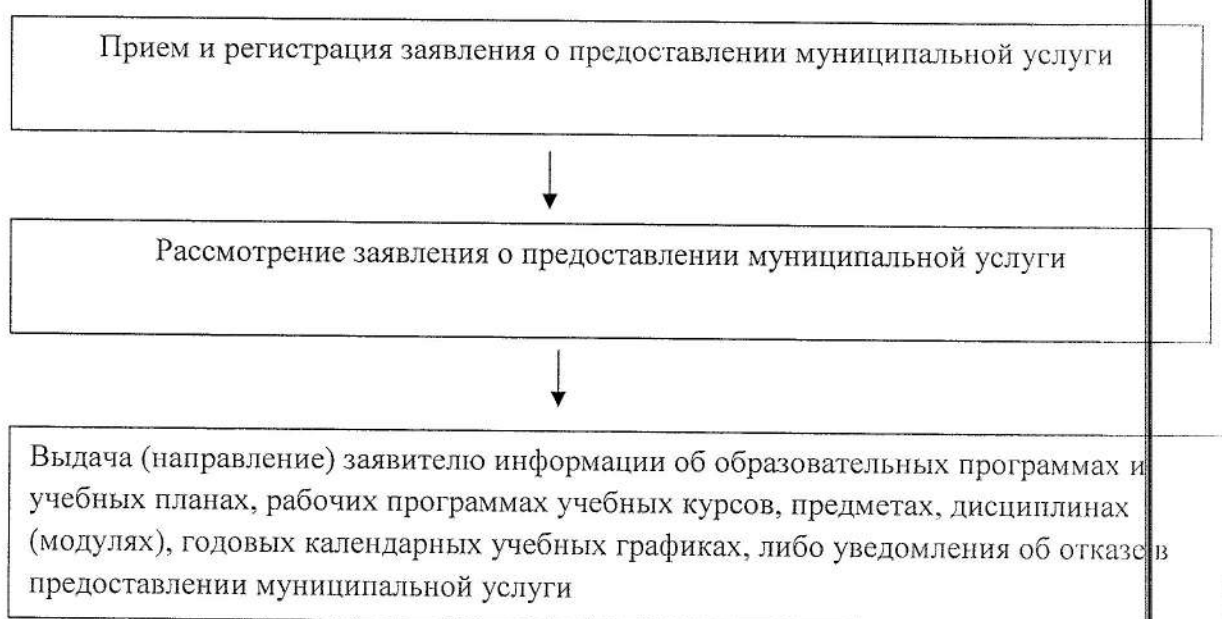 Прием и регистрация заявления о предоставлении муниципальной услуги
Рассмотрение заявления о предоставлении муниципальной услуги
Выдача (направление) заявителю информации об образовательных программах и
учебных планах, рабочих программах учебных курсов, предметах, дисциплинах
(модулях), годовых календарных учебных графиках, либо уведомления об отказе в
предоставлении муниципальной услуги